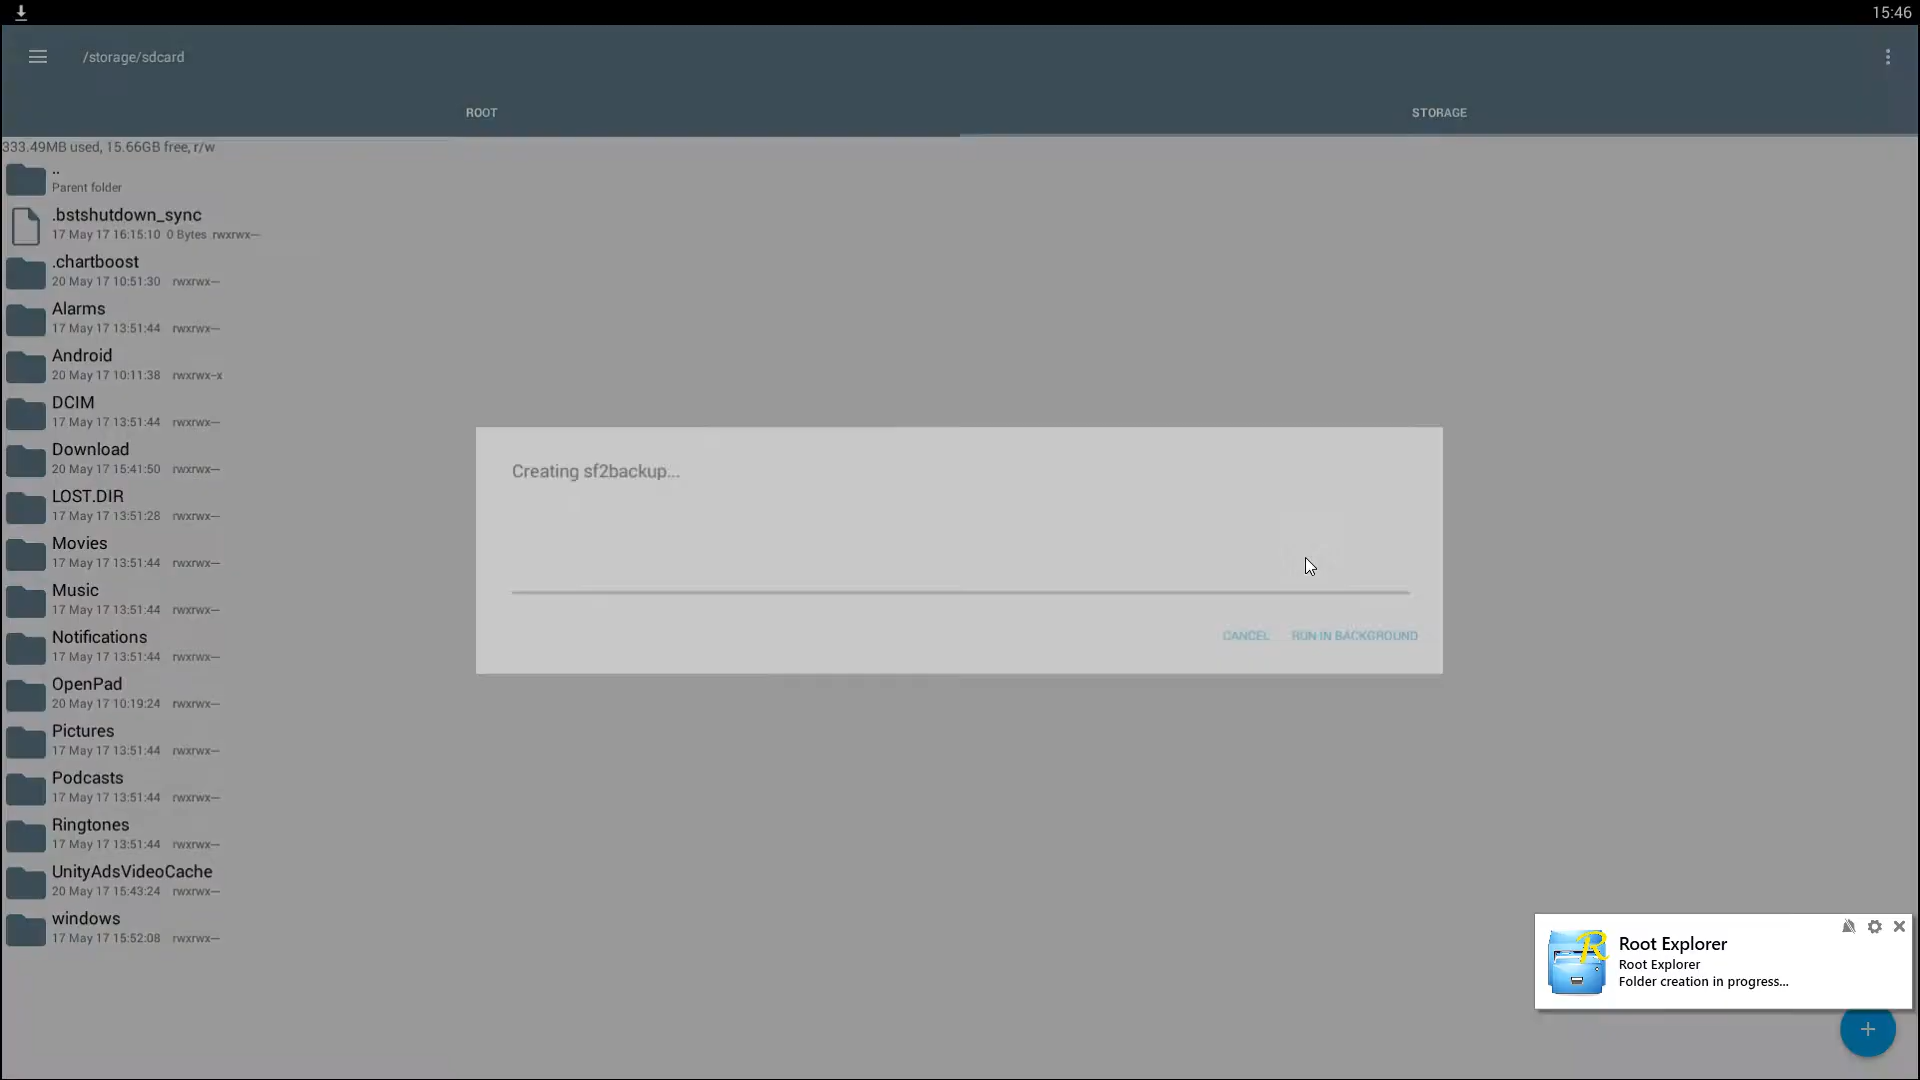 15:46
/storage/sdcard
ROOT
STORAGE
333.49MB used, 15.66GB free, r/w
..
Parent folder
.bstshutdown_sync
17 May 17 16:15:10 0 Bytes rwxrwx---
.chartboost
20 May 17 10:51:30 rwxrwx---
Alarms
17 May 17 13:51:44 rwxrwx---
Android
20 May 17 10:11:38 rwxrwx--x
DCIM
17 May 17 13:51:44 rwxrwx---
Download
20 May 17 15:41:50 rwxrwx---
LOST.DIR
17 May 17 13:51:28 rwxrwx---
Movies
17 May 17 13:51:44 rwxrwx---
Music
17 May 17 13:51:44 rwxrwx---
Notifications
17 May 17 13:51:44 rwxrwx---
OpenPad
20 May 17 10:19:24 rwxrwx---
Pictures
17 May 17 13:51:44 rwxrwx---
Podcasts
17 May 17 13:51:44 rwxrwx---
Ringtones
17 May 17 13:51:44 rwxrwx---
UnityAdsVideoCache
20 May 17 15:43:24 rwxrwx---
windows
17 May 17 15:52:08 rwxrwx---
Creating sf2backup...
CANCEL RUN IN BACKGROUND
Root Explorer
Root Explorer
Folder creation in progress...